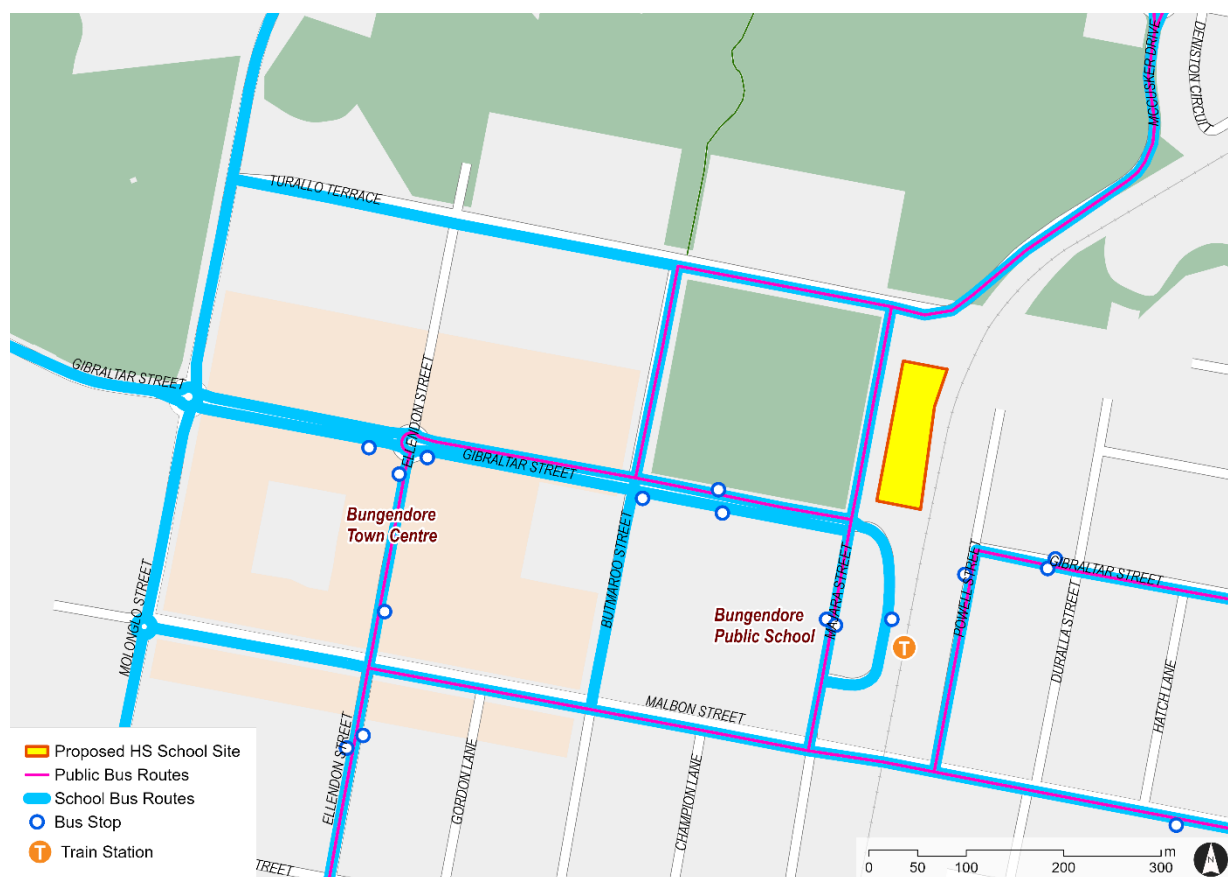 MCCUSKER DRIVE
DENISTON CIRCUIT
TURALLO TERRACE
GIBRALTAR STREET
ELLENDON STREET
GIBRALTAR STREET
Bungendore
Town Centre
BUTMAROO STREET
MAJARA STREET
POWELL STREET
GIBRALTAR STREET
MOLONGLO STREET
Bungendore
Public School
T
DURALLA STREET
HATCH LANE
MALBON STREET
ELLENDON STREET
GORDON LANE
CHAMPION LANE
STREET
Proposed HS School Site
Public Bus Routes
School Bus Routes
Bus Stop
T Train Station
m
0 50 100 200 300
N